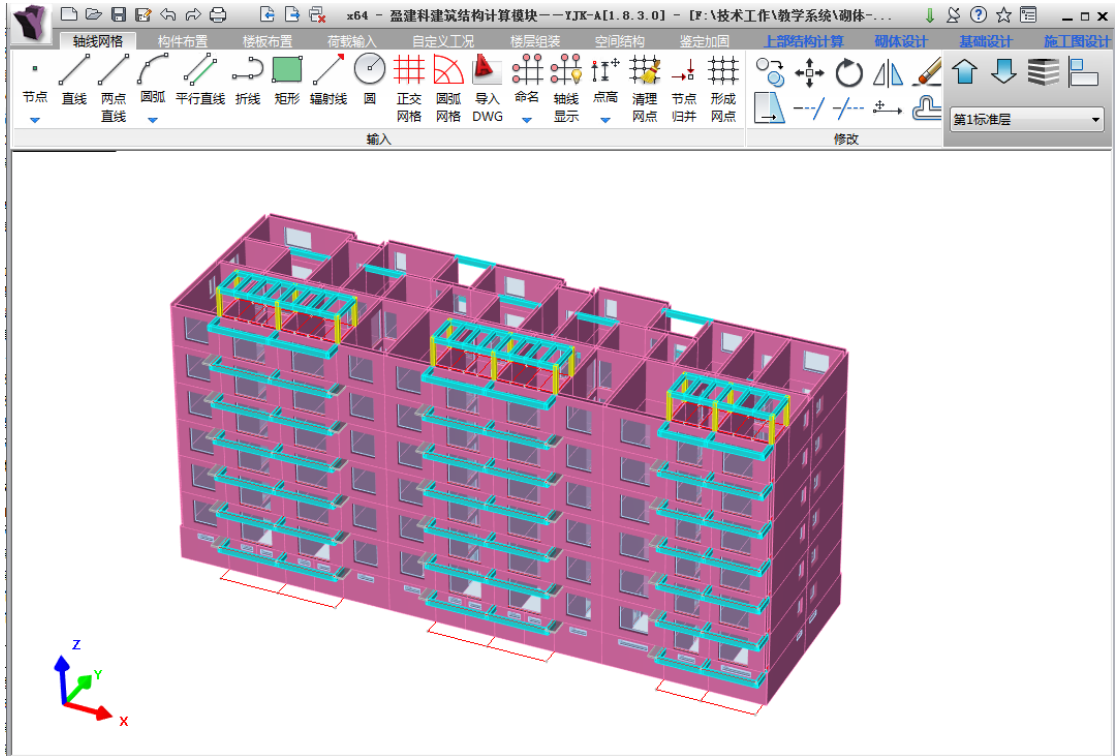 x64 - 盈建科建筑结构计算模块——YJK-A[1.8.3.0] - [F:\技术工作\教学系统\砌体-...
轴线网格 构件布置 楼板布置 荷载输入 自定义工况 楼层组装 空间结构 鉴定加固 上部结构计算 砌体设计 基础设计 施工图设计
节点 直线 两点直线 圆弧 平行直线 折线 矩形 辐射线 圆 正交网格 圆弧网格 导入DWG 命名 轴线显示 点高 清理网点 节点归并 形成网点
第1标准层
输入 修改
Z
Y
X